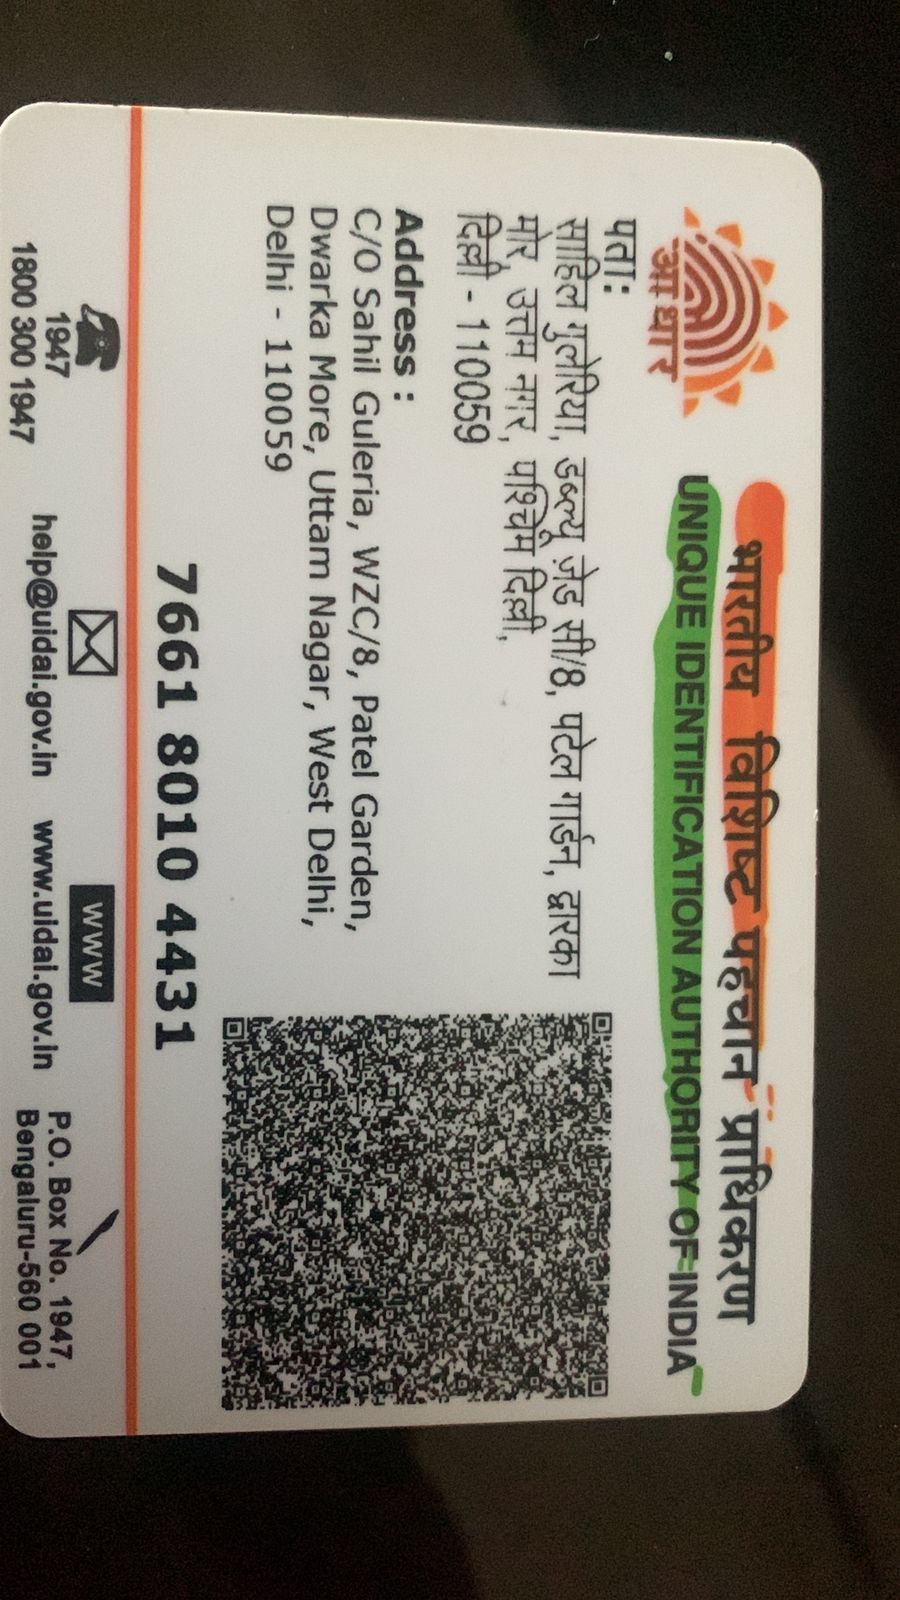 भारतीय विशिष्ट पहचान प्राधिकरण
UNIQUE IDENTIFICATION AUTHORITY OF INDIA
आधार
पता:
साहिल गुलेरिया, डब्ल्यू ज़ेड सी/8, पटेल गार्डन, द्वारका
मोर, उत्तम नगर, पश्चिम दिल्ली,
दिल्ली - 110059
Address :
C/O Sahil Guleria, WZC/8, Patel Garden,
Dwarka More, Uttam Nagar, West Delhi,
Delhi - 110059
7661 8010 4431
1947
1800 300 1947
help@uidai.gov.in
www
www.uidai.gov.in
P.O. Box No. 1947,
Bengaluru-560 001